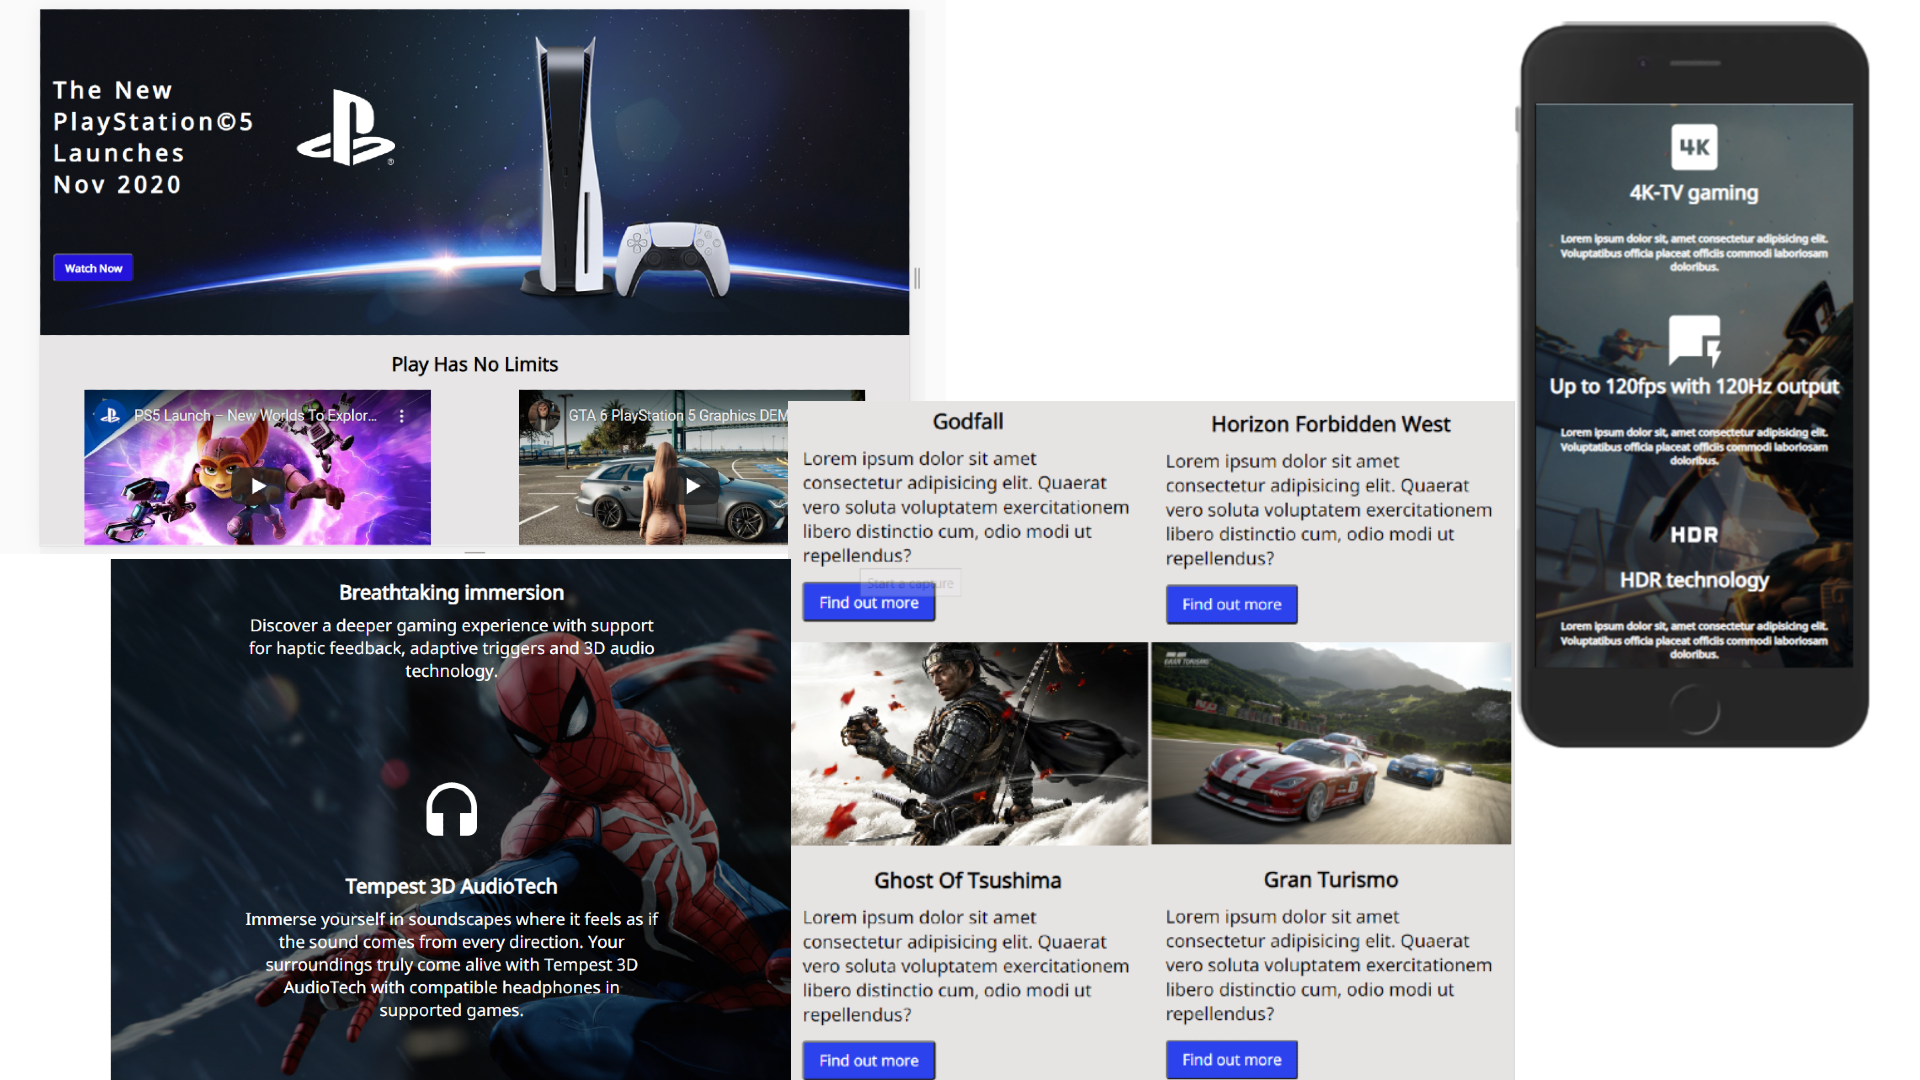 The New
PlayStation©5
Launches
Nov 2020
®
Watch Now
Play Has No Limits
PS5 Launch – New Worlds To Explor...
GTA 6 PlayStation 5 Graphics DEM
Breathtaking immersion
Discover a deeper gaming experience with support
for haptic feedback, adaptive triggers and 3D audio
technology.
Tempest 3D AudioTech
Immerse yourself in soundscapes where it feels as if
the sound comes from every direction. Your
surroundings truly come alive with Tempest 3D
AudioTech with compatible headphones in
supported games.
Godfall
Lorem ipsum dolor sit amet
consectetur adipisicing elit. Quaerat
vero soluta voluptatem exercitationem
libero distinctio cum, odio modi ut
repellendus?
Start a capture
Find out more
Horizon Forbidden West
Lorem ipsum dolor sit amet
consectetur adipisicing elit. Quaerat
vero soluta voluptatem exercitationem
libero distinctio cum, odio modi ut
repellendus?
Find out more
GRAN TURISMO
Ghost Of Tsushima
Lorem ipsum dolor sit amet
consectetur adipisicing elit. Quaerat
vero soluta voluptatem exercitationem
libero distinctio cum, odio modi ut
repellendus?
Find out more
Gran Turismo
Lorem ipsum dolor sit amet
consectetur adipisicing elit. Quaerat
vero soluta voluptatem exercitationem
libero distinctio cum, odio modi ut
repellendus?
Find out more
4K
4K-TV gaming
Lorem ipsum dolor sit, amet consectetur adipisicing elit.
Voluptatibus officia placeat officiis commodi laboriosam
doloribus.
Up to 120fps with 120Hz output
Lorem ipsum dolor sit, amet consectetur adipisicing elit.
Voluptatibus officia placeat officiis commodi laboriosam
doloribus.
HDR
HDR technology
Lorem ipsum dolor sit, amet consectetur adipisicing elit.
Voluptatibus officia placeat officiis commodi laboriosam
doloribus.